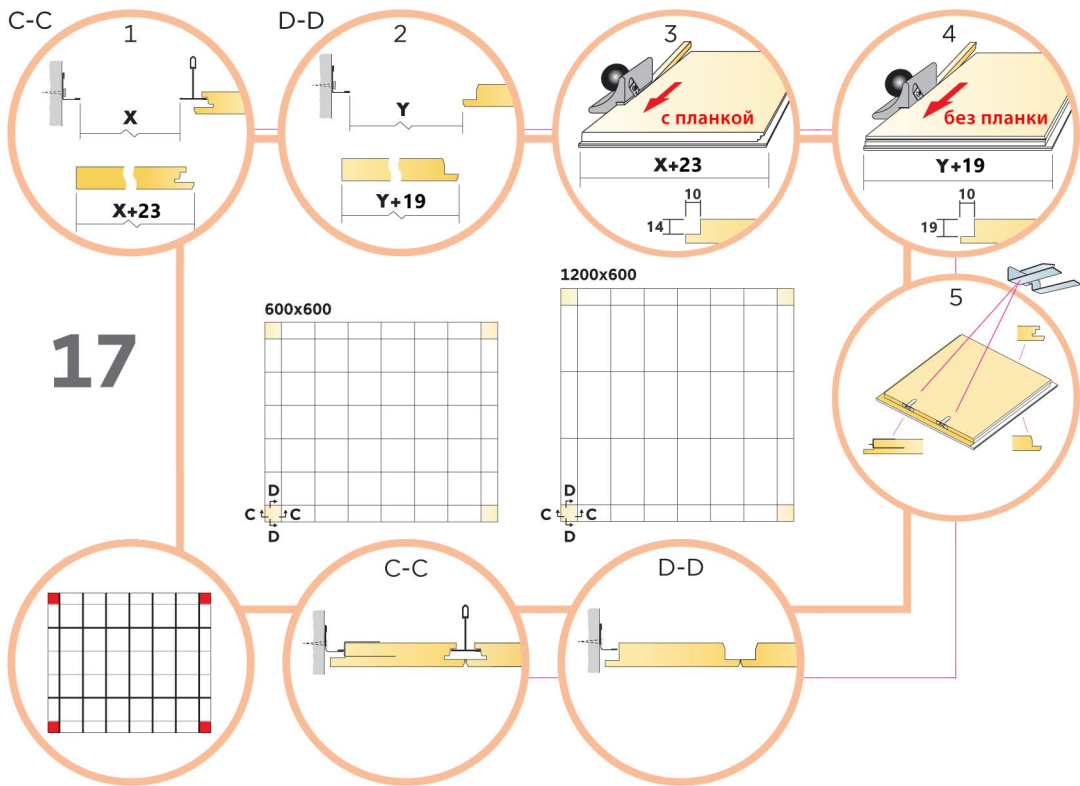 C-C
1
X
X+23
D-D
2
Y
Y+19
3
с планкой
X+23
10
14
4
без планки
Y+19
10
19
5
17
600x600
D
C
C
D
1200x600
D
C
C
D
C-C
D-D